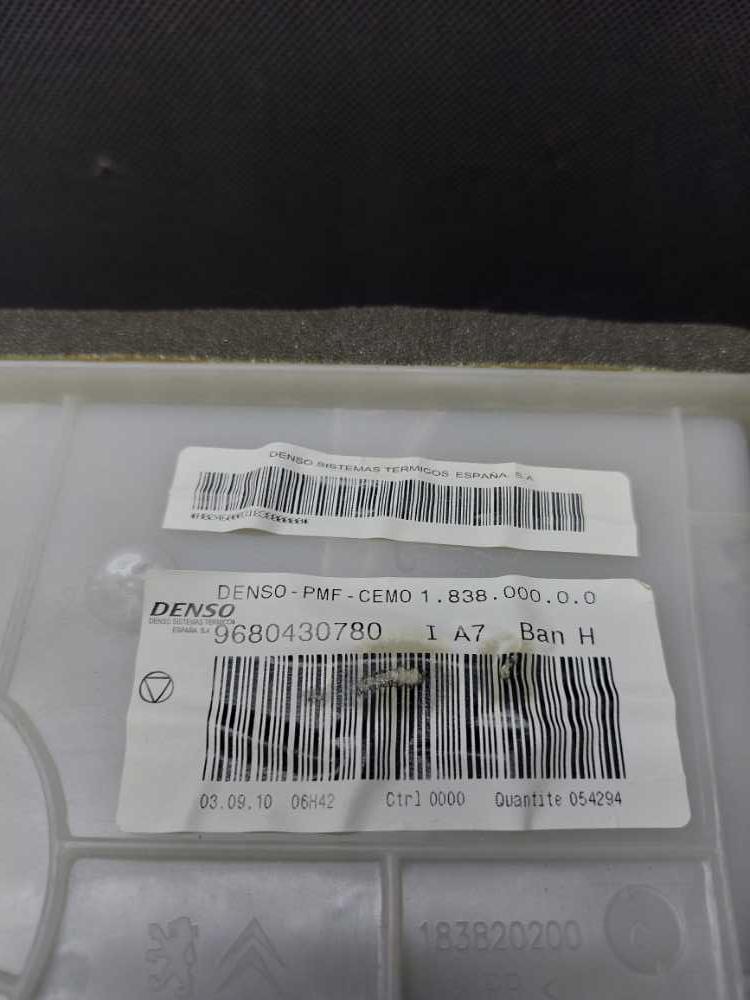 DENSO SISTEMAS TERMICOS ESPAÑA S.A
DENSO-PMF-CEMO 1.838.000.0.0
DENSO
DENSO SISTEMAS TERMICOS
ESPAÑA S.A
9680430780 I A7 Ban H
03.09.10 06H42 Ctrl 0000 Quantite 054294
183820200